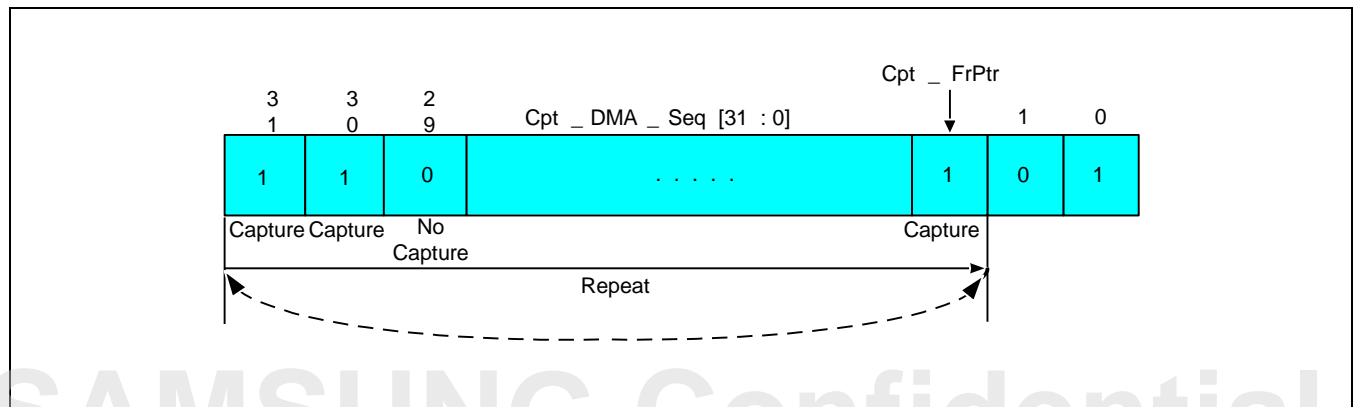 Cpt _ FrPtr
3 3 2
1 0 9 Cpt _ DMA _ Seq [31 : 0] 1 0
1 1 0 . . . . . 1 0 1
Capture Capture No Capture
Capture
Repeat
SAMSUNG Confidential